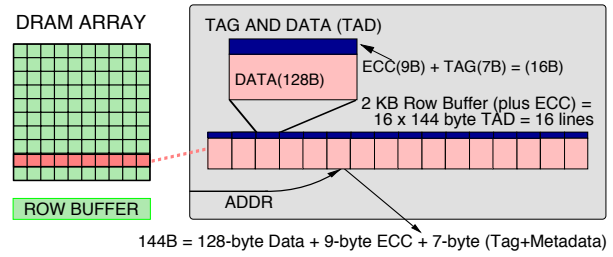 DRAM ARRAY
ROW BUFFER
TAG AND DATA (TAD)
ECC(9B) + TAG(7B) = (16B)
DATA(128B)
2 KB Row Buffer (plus ECC) =
16 x 144 byte TAD = 16 lines
ADDR
144B = 128-byte Data + 9-byte ECC + 7-byte (Tag+Metadata)